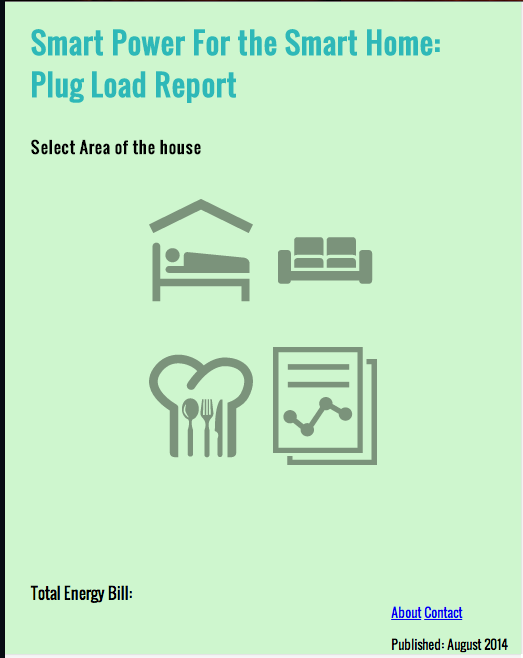 Smart Power For the Smart Home:
Plug Load Report
Select Area of the house
Total Energy Bill:
About Contact
Published: August 2014